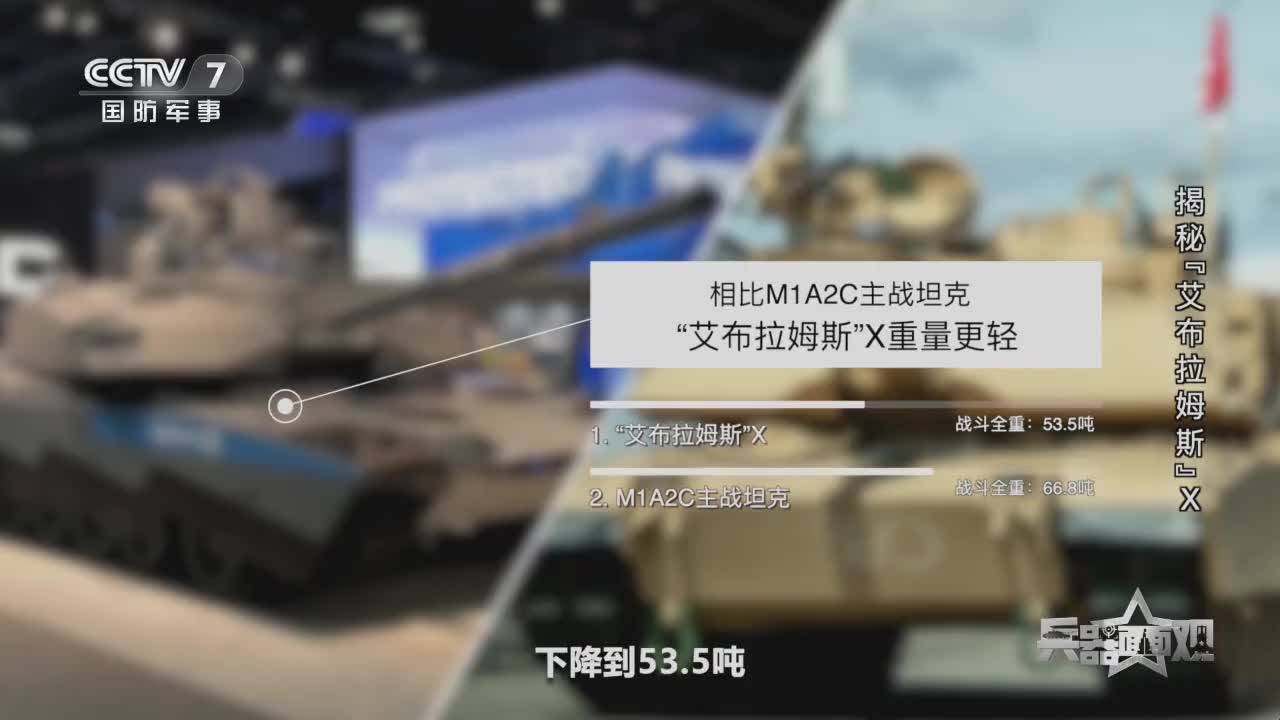 CCTV 7
国防军事
揭秘『艾布拉姆斯』X
相比M1A2C主战坦克
“艾布拉姆斯”X重量更轻
战斗全重：53.5吨
1. “艾布拉姆斯”X
战斗全重：66.8吨
2. M1A2C主战坦克
下降到53.5吨
兵器面面观